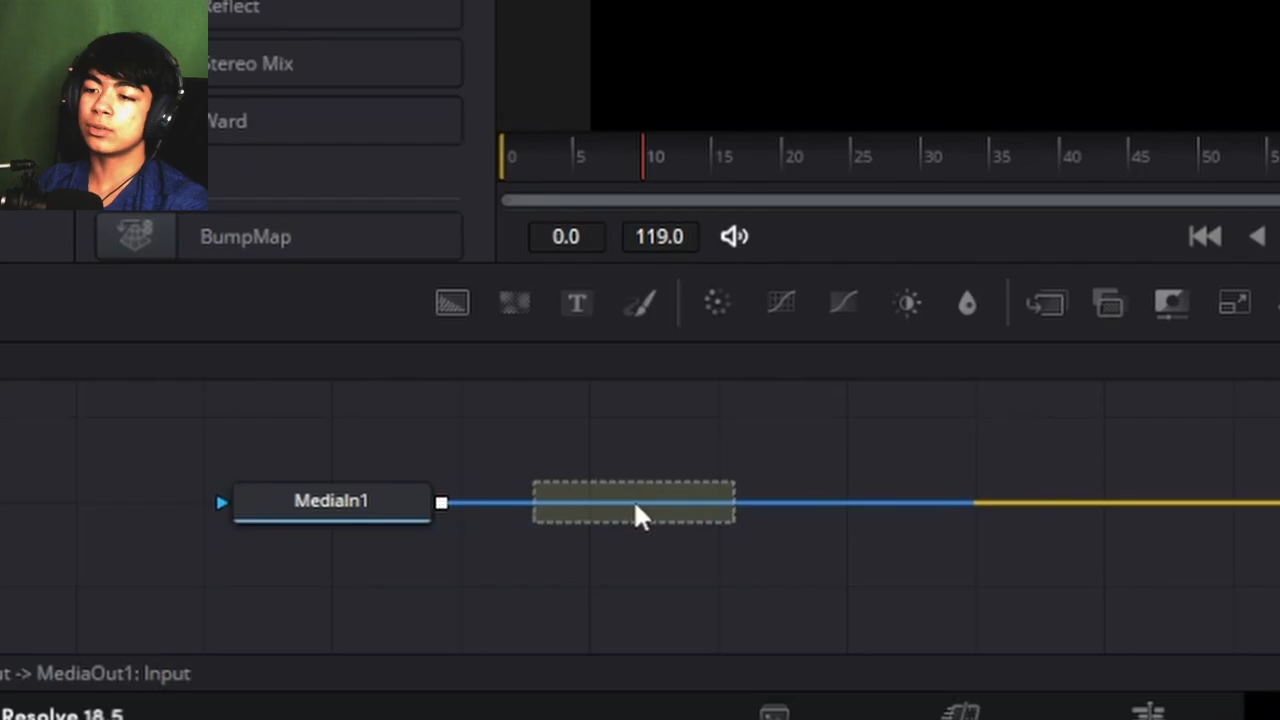 Reflect
Stereo Mix
Ward
0 5 10 15 20 25 30 35 40 45 50
0.0 119.0
BumpMap
T
MediaIn1
ut -> MediaOut1: Input
Resolve 18.5